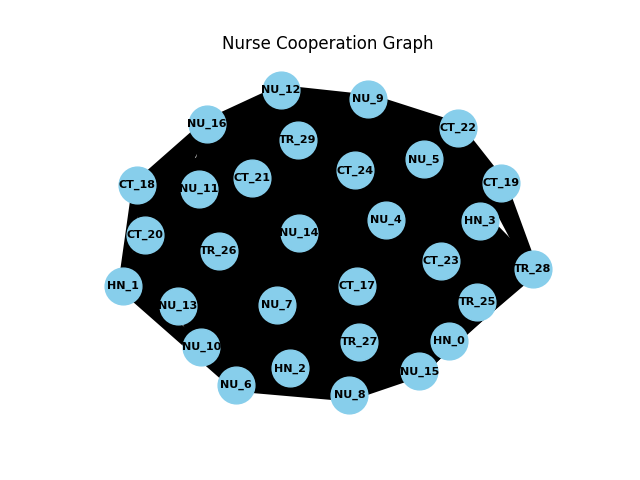 Nurse Cooperation Graph
NU_12
NU_9
NU_16
CT_22
TR_29
NU_5
CT_24
CT_21
CT_18
NU_11
CT_19
NU_4
HN_3
NU_14
CT_20
TR_26
CT_23
TR_28
HN_1
CT_17
TR_25
NU_13
NU_7
HN_0
TR_27
NU_10
HN_2
NU_15
NU_6
NU_8